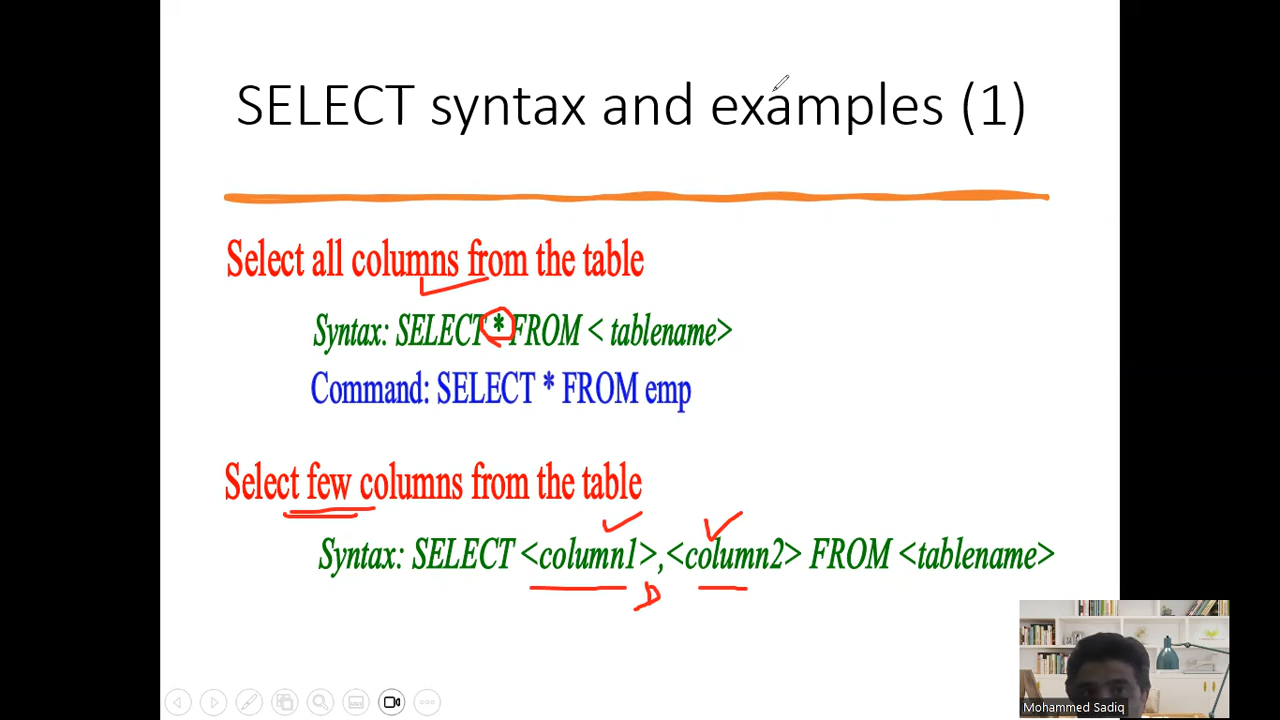 SELECT syntax and examples (1)
Select all columns from the table
Syntax: SELECT * FROM < tablename>
Command: SELECT * FROM emp
Select few columns from the table
Syntax: SELECT <column1>,<column2> FROM <tablename>
Mohammed Sadiq